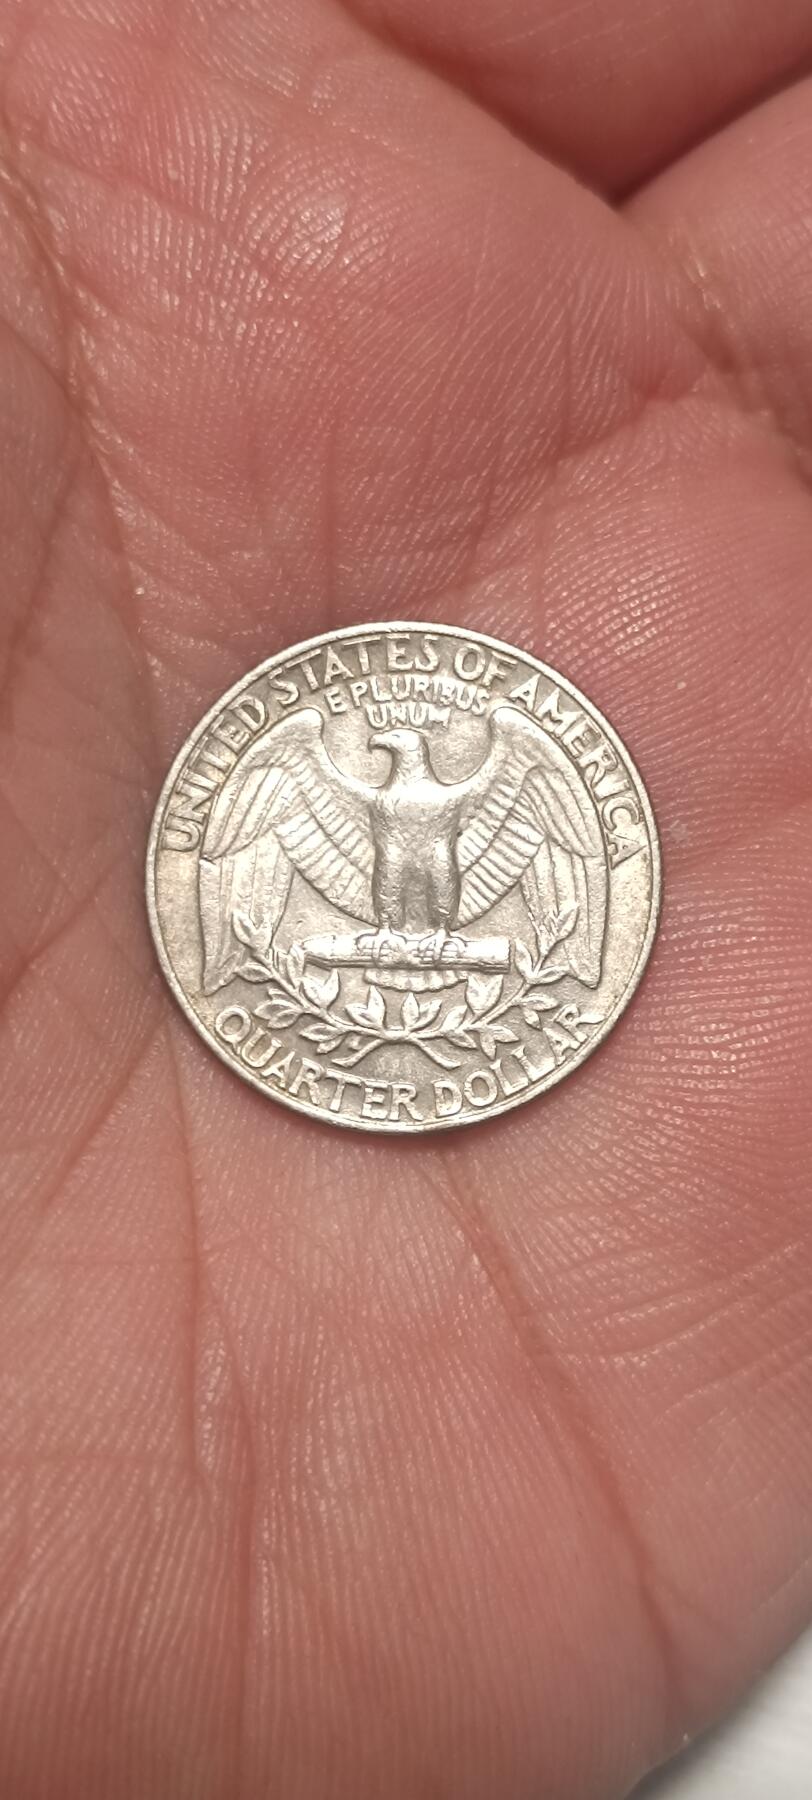 UNITED STATES OF AMERICA
E PLURIBUS
UNUM
QUARTER DOLLAR